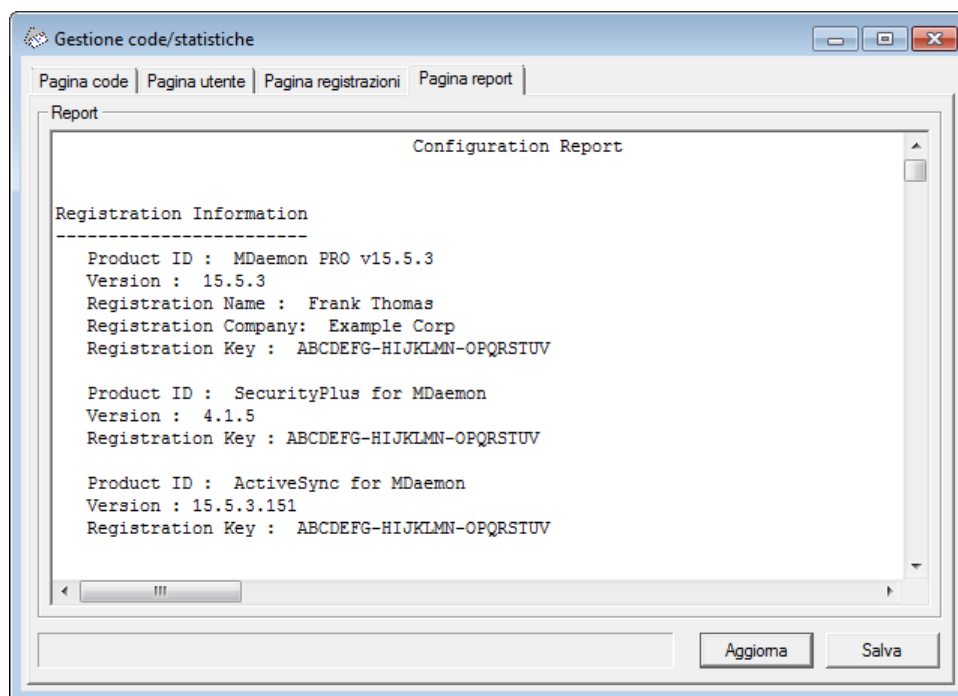 Gestione code/statistiche
Pagina code Pagina utente Pagina registrazioni Pagina report
Report
Configuration Report
Registration Information
------------------------
Product ID :  MDaemon PRO v15.5.3
Version :  15.5.3
Registration Name :  Frank Thomas
Registration Company:  Example Corp
Registration Key :  ABCDEFG-HIJKLMN-OPQRSTUV
Product ID :  SecurityPlus for MDaemon
Version :  4.1.5
Registration Key : ABCDEFG-HIJKLMN-OPQRSTUV
Product ID :  ActiveSync for MDaemon
Version : 15.5.3.151
Registration Key :  ABCDEFG-HIJKLMN-OPQRSTUV
Aggiorna Salva